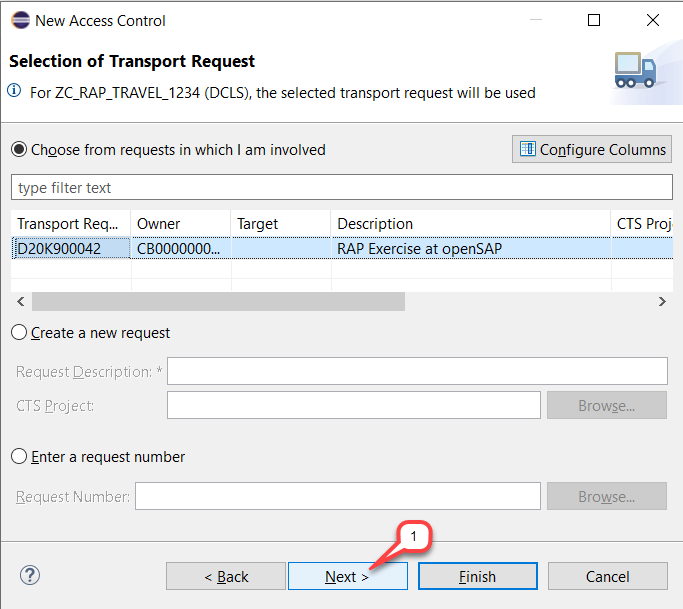 New Access Control
Selection of Transport Request
For ZC_RAP_TRAVEL_1234 (DCLS), the selected transport request will be used
Choose from requests in which I am involved
Configure Columns
type filter text
Transport Req... Owner Target Description CTS Proj
D20K900042 CB0000000... RAP Exercise at openSAP
Create a new request
Request Description: *
CTS Project:
Browse...
Enter a request number
Request Number:
Browse...
1
? < Back Next > Finish Cancel